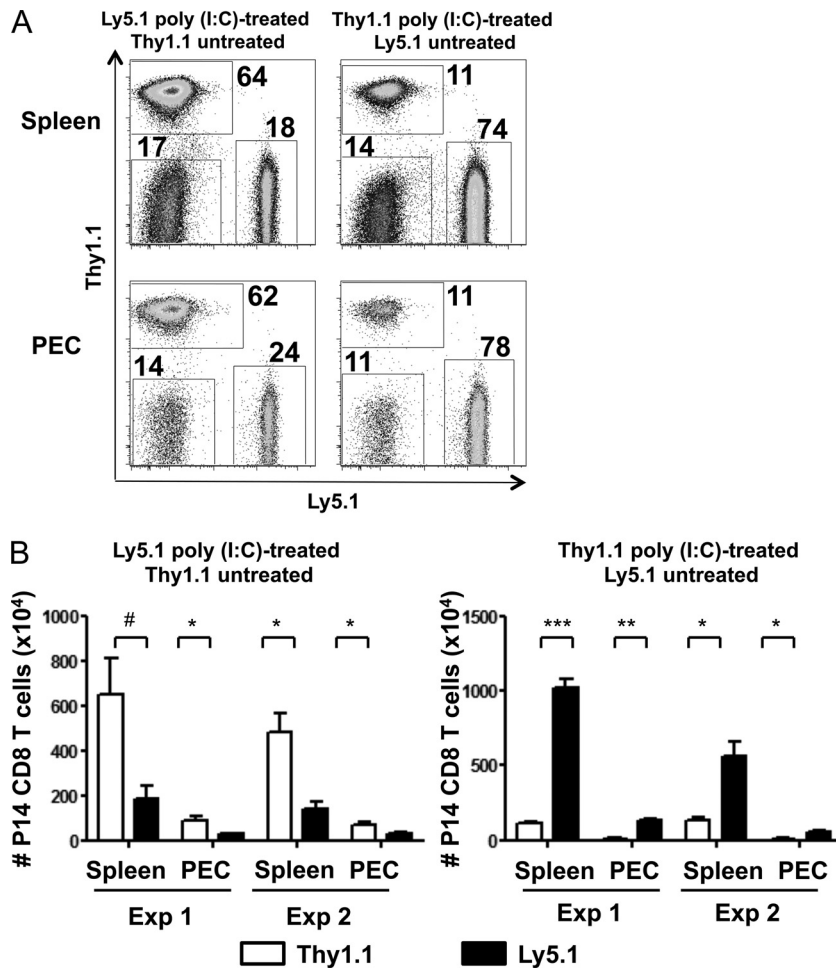 A
Ly5.1 poly (I:C)-treated
Thy1.1 untreated
Thy1.1 poly (I:C)-treated
Ly5.1 untreated
Spleen
64
17
18
11
14
74
Thy1.1
PEC
62
14
24
11
11
78
Ly5.1
B
Ly5.1 poly (I:C)-treated
Thy1.1 untreated
# P14 CD8 T cells (x10⁴)
1000
800
600
400
200
0
#
*
*
*
Spleen PEC Spleen PEC
Exp 1 Exp 2
Thy1.1 poly (I:C)-treated
Ly5.1 untreated
# P14 CD8 T cells (x10⁴)
1500
1000
500
0
***
**
*
*
Spleen PEC Spleen PEC
Exp 1 Exp 2
Thy1.1 Ly5.1